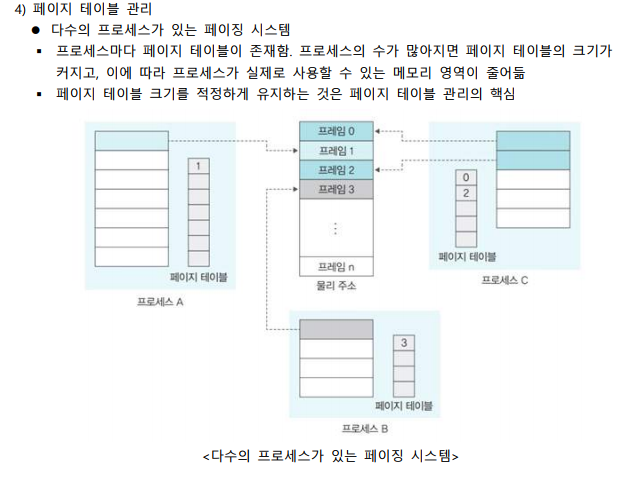 4) 페이지 테이블 관리
● 다수의 프로세스가 있는 페이징 시스템
▪ 프로세스마다 페이지 테이블이 존재함. 프로세스의 수가 많아지면 페이지 테이블의 크기가
커지고, 이에 따라 프로세스가 실제로 사용할 수 있는 메모리 영역이 줄어듦
▪ 페이지 테이블 크기를 적정하게 유지하는 것은 페이지 테이블 관리의 핵심
1
페이지 테이블
프로세스 A
프레임 0
프레임 1
프레임 2
프레임 3
⋮
프레임 n
물리 주소
0
2
페이지 테이블
프로세스 C
3
페이지 테이블
프로세스 B
<다수의 프로세스가 있는 페이징 시스템>